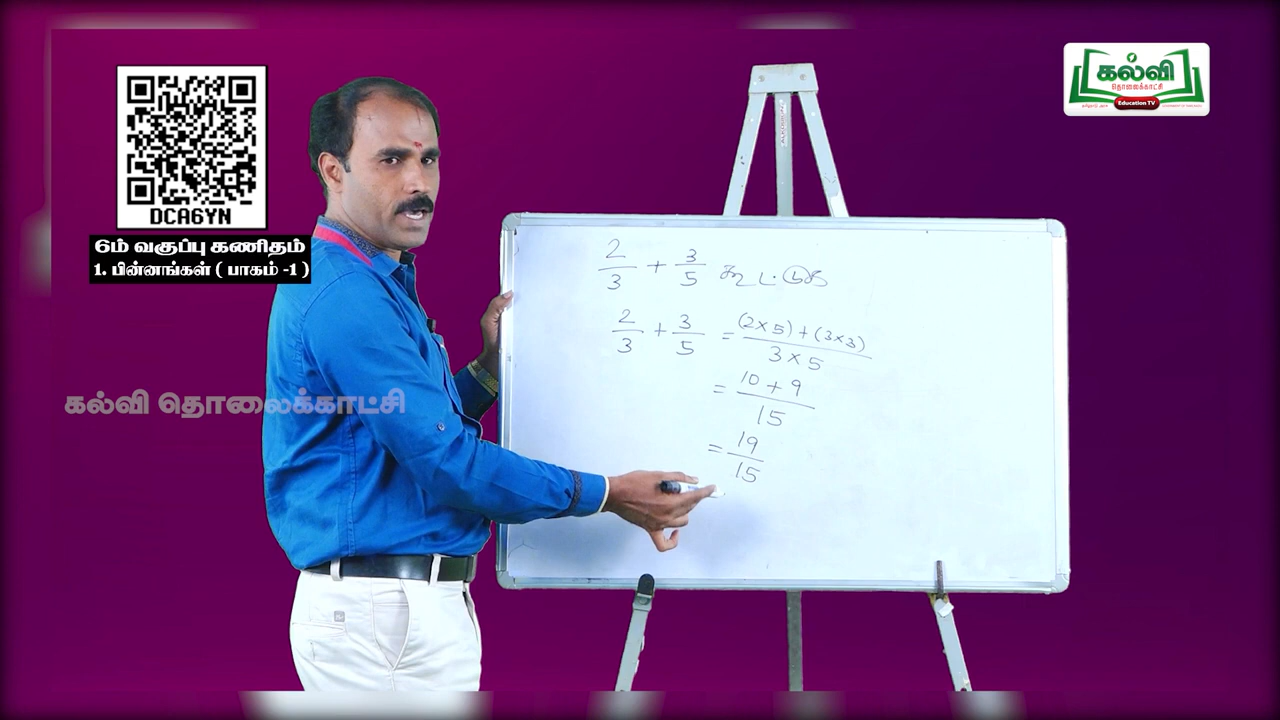 கல்வி
தொலைக்காட்சி
Education TV
DCA6YN
6ம் வகுப்பு கணிதம்
1. பின்னங்கள் ( பாகம் -1 )
கல்வி தொலைக்காட்சி
2/3 + 3/5 கூட்டுக
2/3 + 3/5 = (2×5)+(3×3)/3×5
= 10+9/15
= 19/15